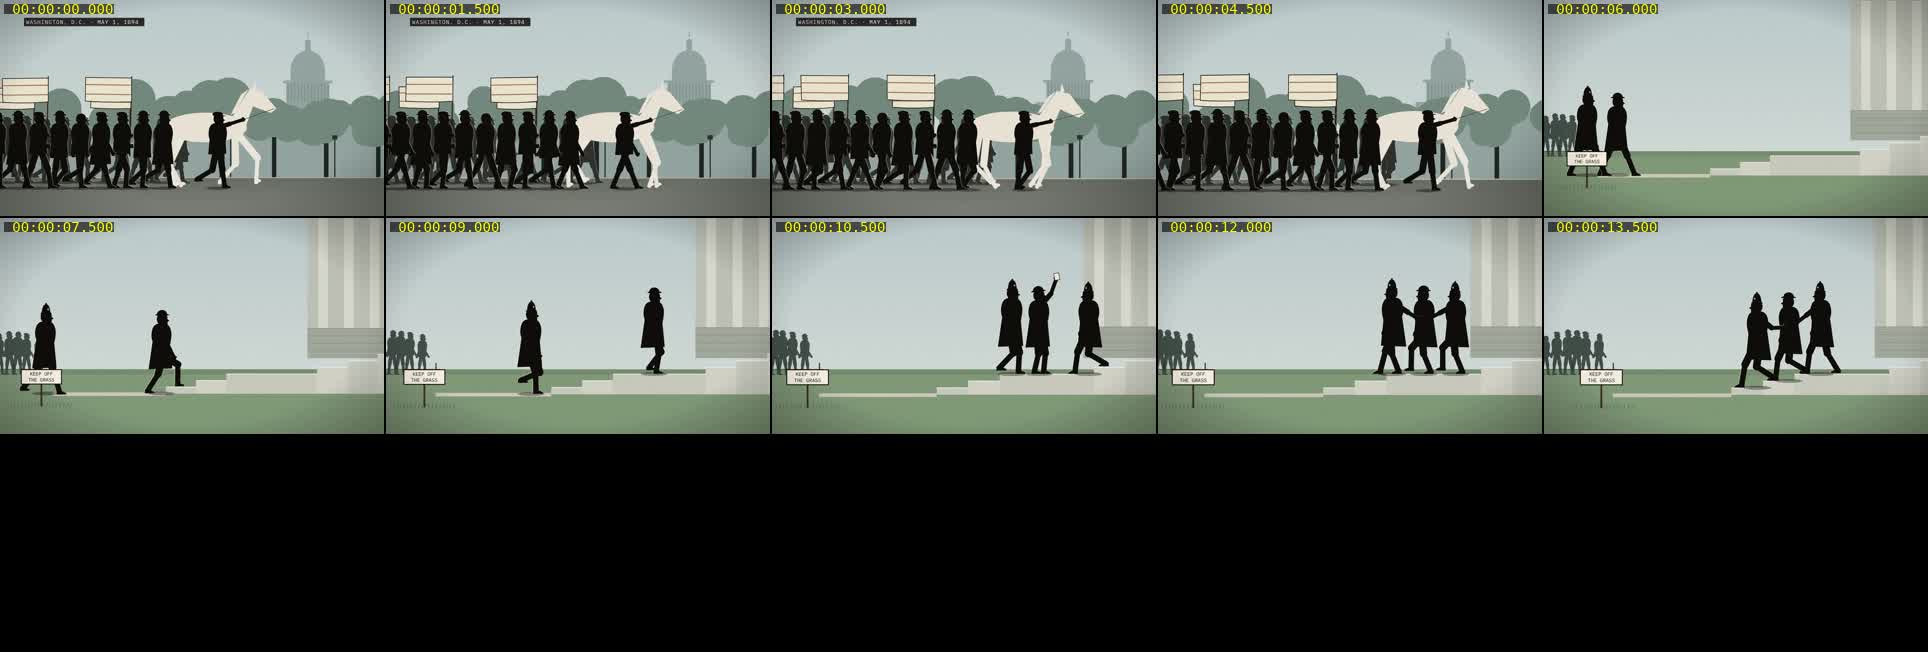 00:00:00.000
WASHINGTON, D.C. - MAY 1, 1894
00:00:01.500
WASHINGTON, D.C. - MAY 1, 1894
00:00:03.000
WASHINGTON, D.C. - MAY 1, 1894
00:00:04.500
00:00:06.000
KEEP OFF
THE GRASS
00:00:07.500
KEEP OFF
THE GRASS
00:00:09.000
KEEP OFF
THE GRASS
00:00:10.500
KEEP OFF
THE GRASS
00:00:12.000
KEEP OFF
THE GRASS
00:00:13.500
KEEP OFF
THE GRASS